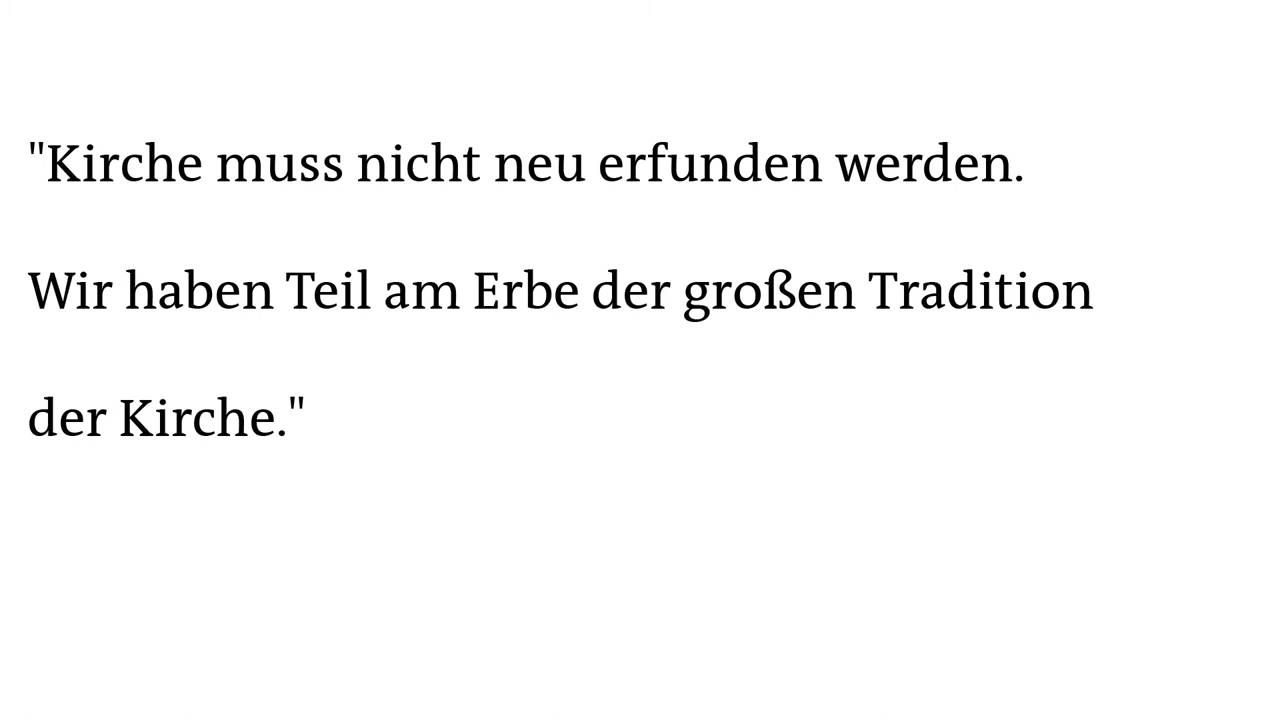 "Kirche muss nicht neu erfunden werden.
Wir haben Teil am Erbe der großen Tradition
der Kirche."